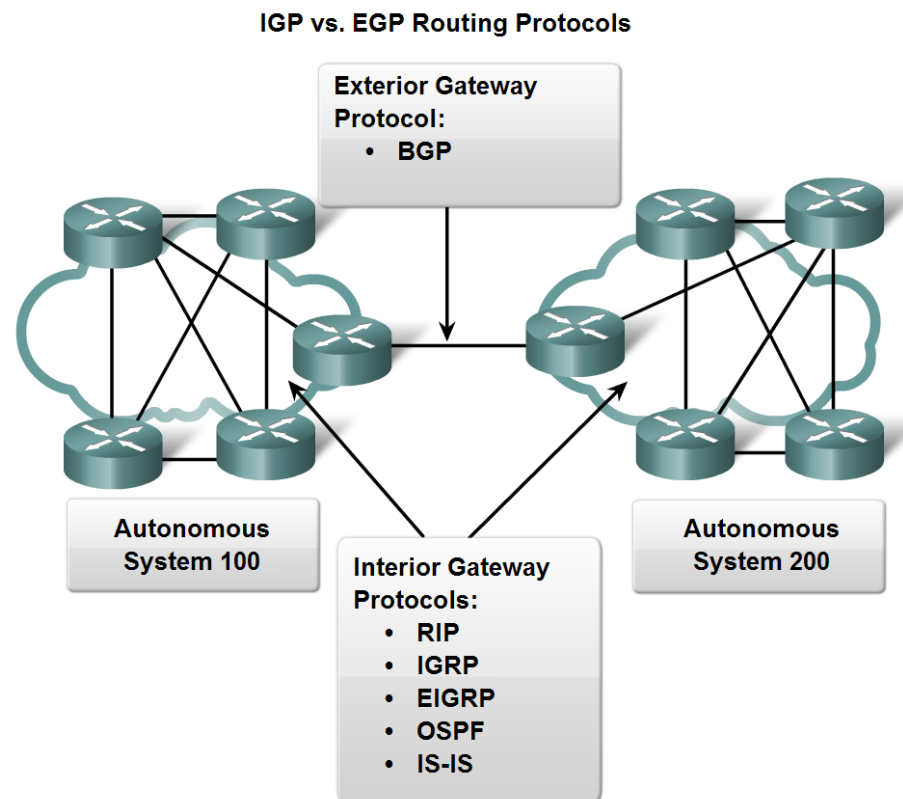 IGP vs. EGP Routing Protocols
Exterior Gateway
Protocol:
• BGP
Autonomous
System 100
Autonomous
System 200
Interior Gateway
Protocols:
• RIP
• IGRP
• EIGRP
• OSPF
• IS-IS